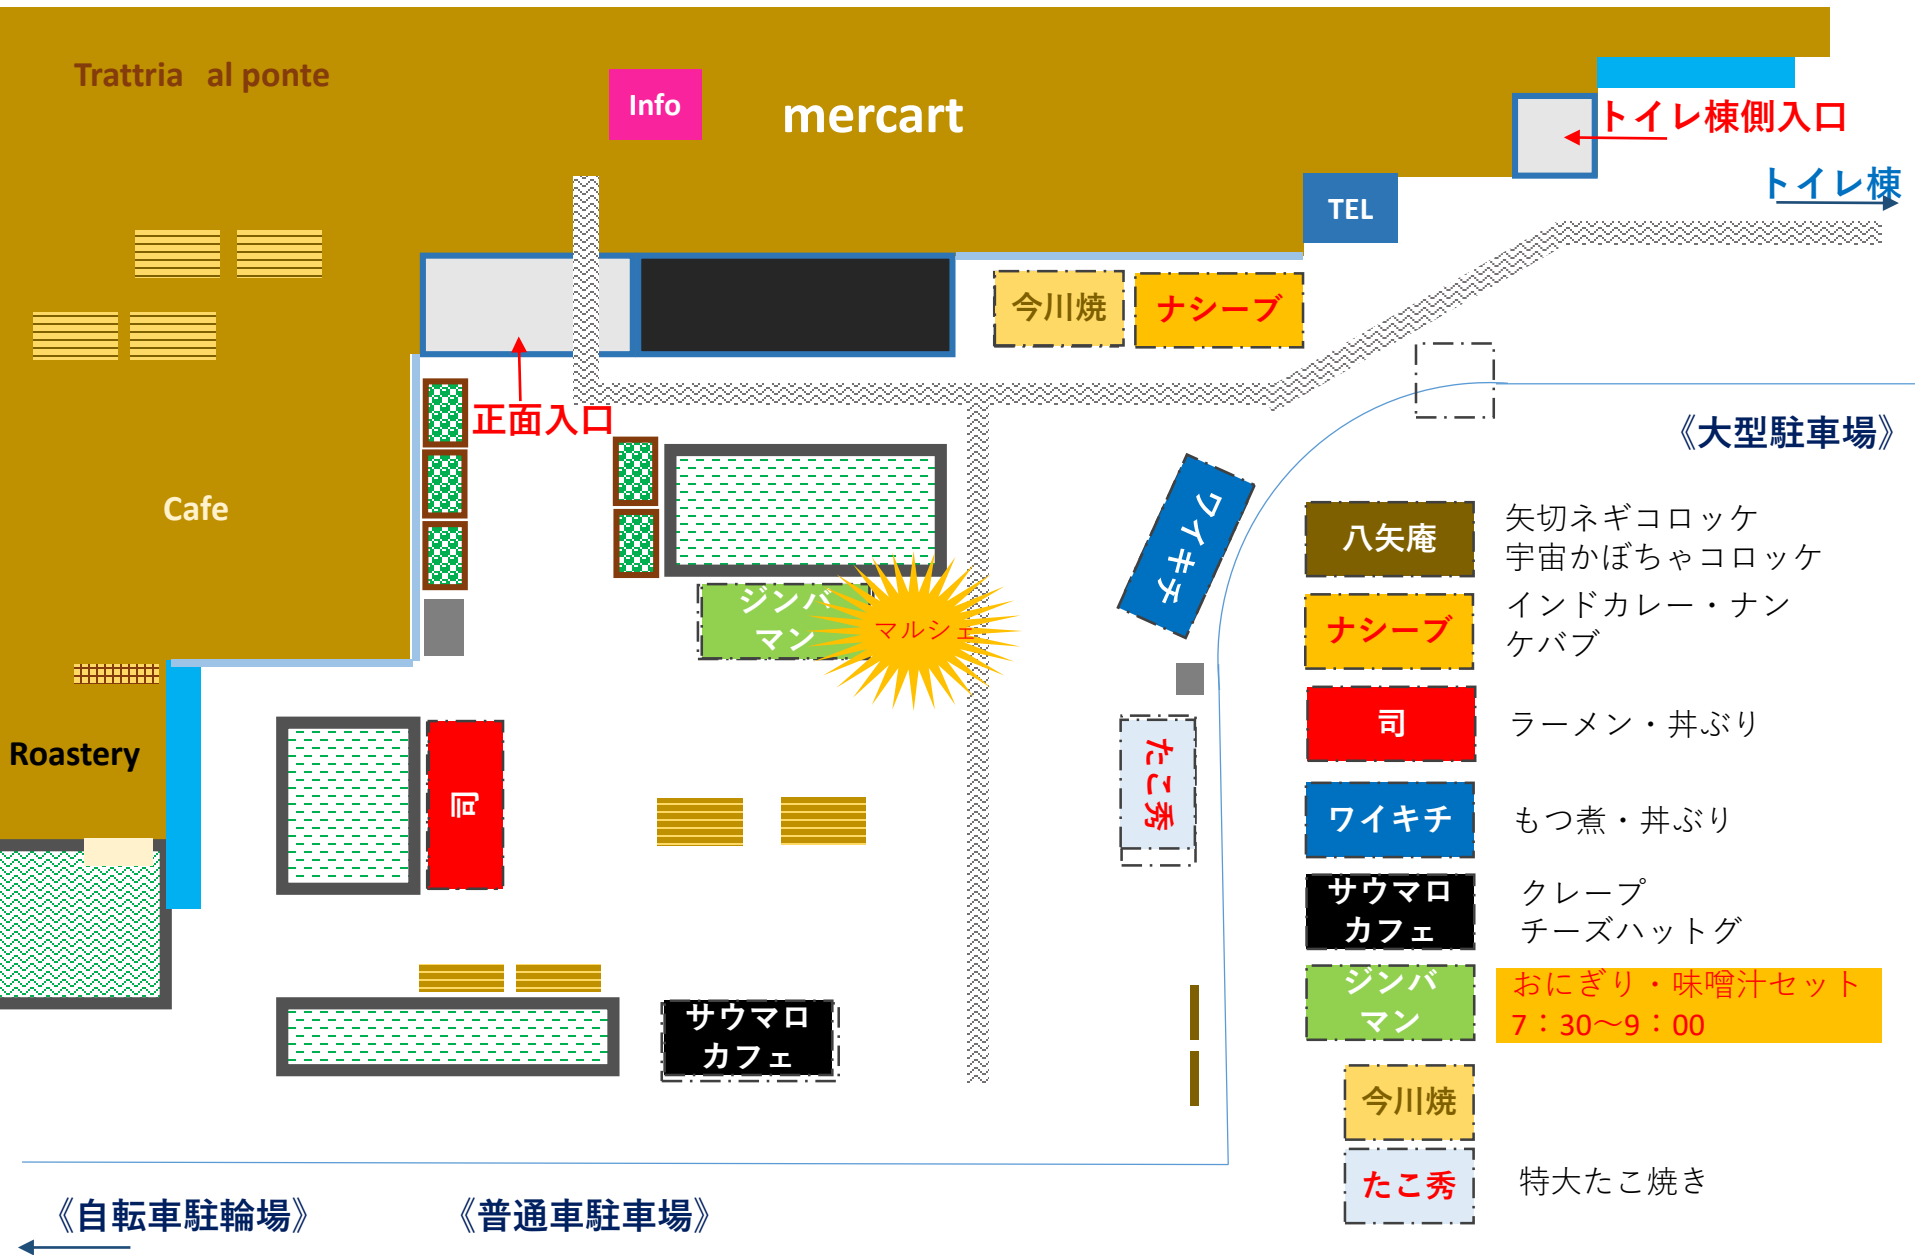 Trattria al ponte
Info
mercart
トイレ棟側入口
トイレ棟
TEL
今川焼
ナシーブ
正面入口
《大型駐車場》
Cafe
ワイキチ
ジンバ
マン
マルシェ
Roastery
司
たこ秀
サウマロ
カフェ
八矢庵
矢切ネギコロッケ
宇宙かぼちゃコロッケ
ナシーブ
インドカレー・ナン
ケバブ
司
ラーメン・丼ぶり
ワイキチ
もつ煮・丼ぶり
サウマロ
カフェ
クレープ
チーズハットグ
ジンバ
マン
おにぎり・味噌汁セット
7：30～9：00
今川焼
たこ秀
特大たこ焼き
《自転車駐輪場》
《普通車駐車場》